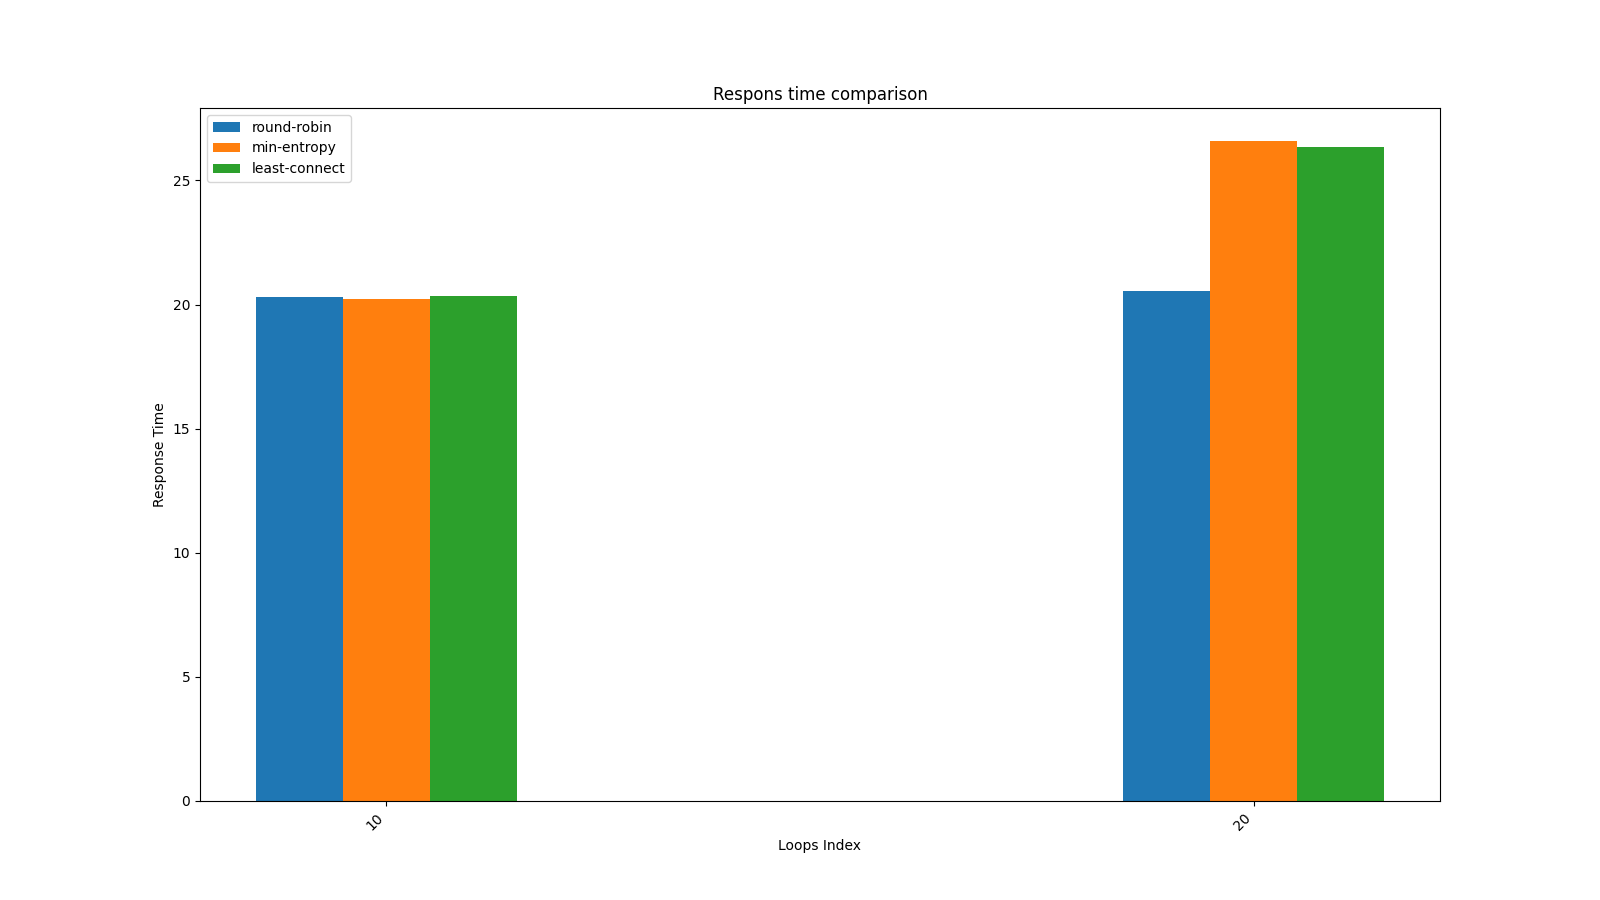 Respons time comparison
round-robin
min-entropy
least-connect
25
20
15
10
5
0
Response Time
10
20
Loops Index